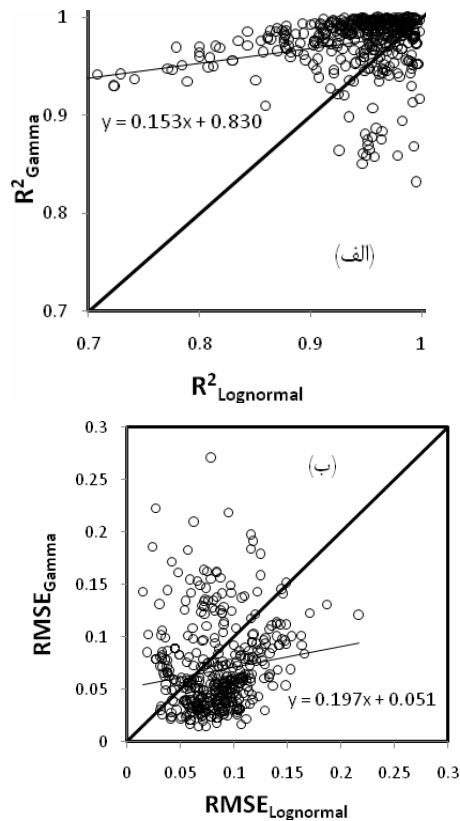 1
0.9
0.8
0.7
R²Gamma
y = 0.153x + 0.830
(الف)
0.7
0.8
0.9
1
R²Lognormal
0.3
0.25
0.2
0.15
0.1
0.05
0
RMSEGamma
(ب)
y = 0.197x + 0.051
0
0.05
0.1
0.15
0.2
0.25
0.3
RMSELognormal